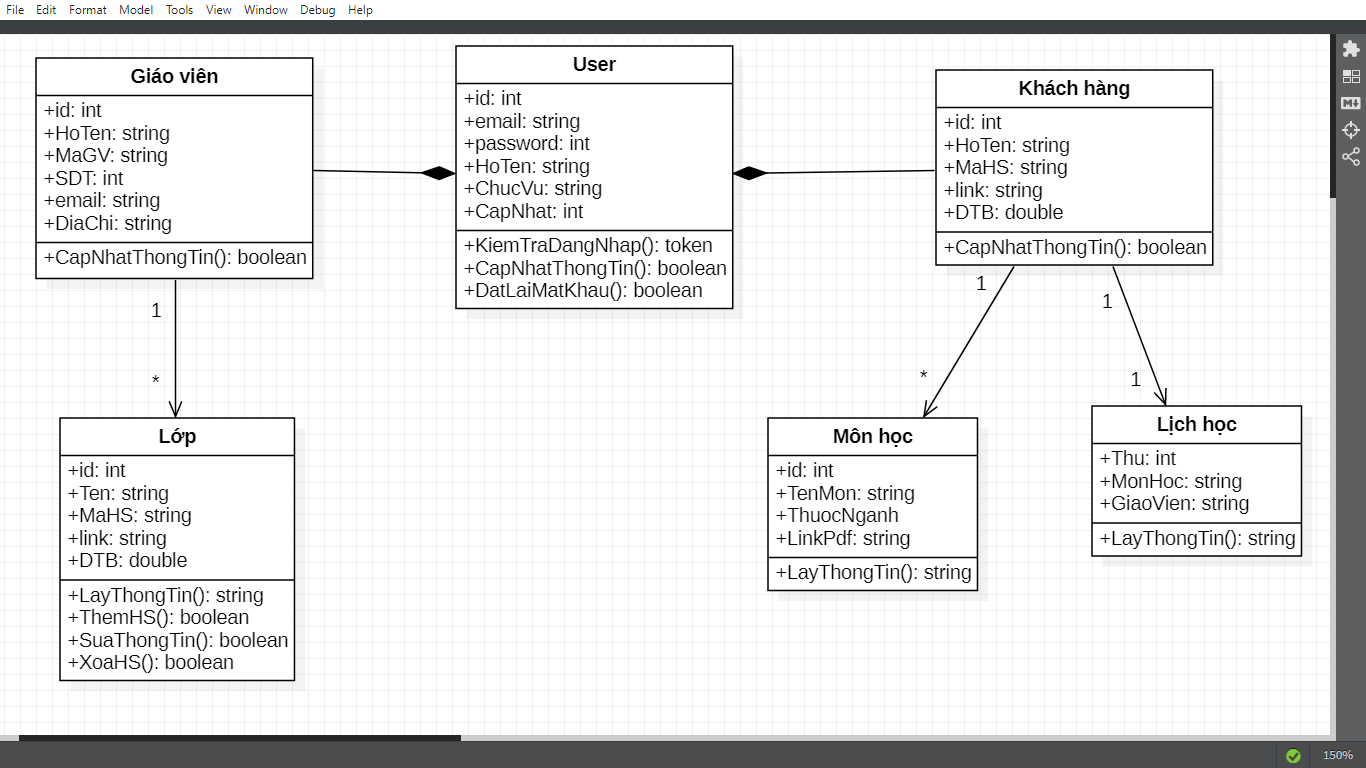 File Edit Format Model Tools View Window Debug Help
Giáo viên
+id: int
+HoTen: string
+MaGV: string
+SDT: int
+email: string
+DiaChi: string
+CapNhatThongTin(): boolean
User
+id: int
+email: string
+password: int
+HoTen: string
+ChucVu: string
+CapNhat: int
+KiemTraDangNhap(): token
+CapNhatThongTin(): boolean
+DatLaiMatKhau(): boolean
Khách hàng
+id: int
+HoTen: string
+MaHS: string
+link: string
+DTB: double
+CapNhatThongTin(): boolean
1
*
1
*
1
1
Lớp
+id: int
+Ten: string
+MaHS: string
+link: string
+DTB: double
+LayThongTin(): string
+ThemHS(): boolean
+SuaThongTin(): boolean
+XoaHS(): boolean
Môn học
+id: int
+TenMon: string
+ThuocNganh
+LinkPdf: string
+LayThongTin(): string
Lịch học
+Thu: int
+MonHoc: string
+GiaoVien: string
+LayThongTin(): string
M↓
150%